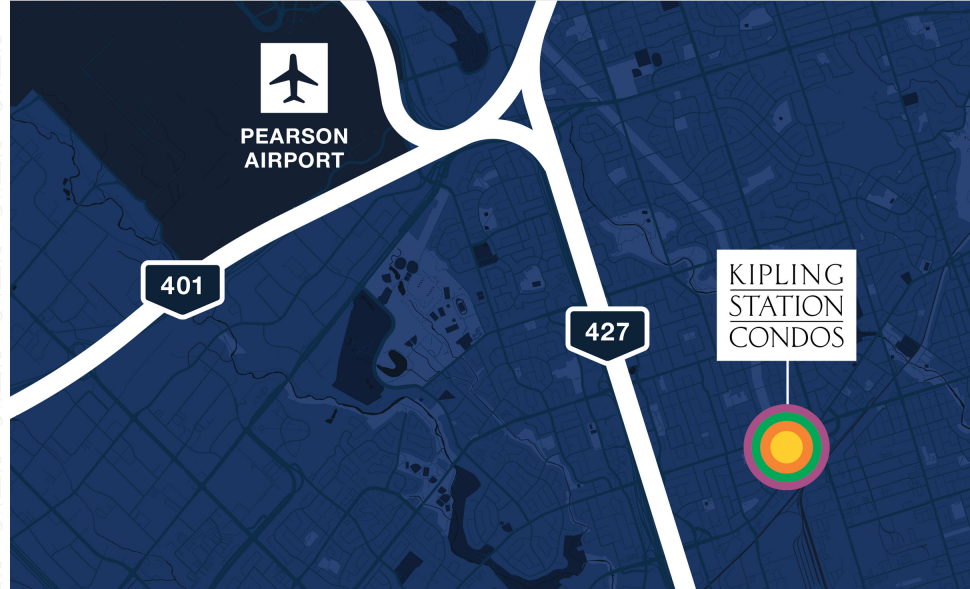 PEARSON
AIRPORT
401
427
KIPLING
STATION
CONDOS